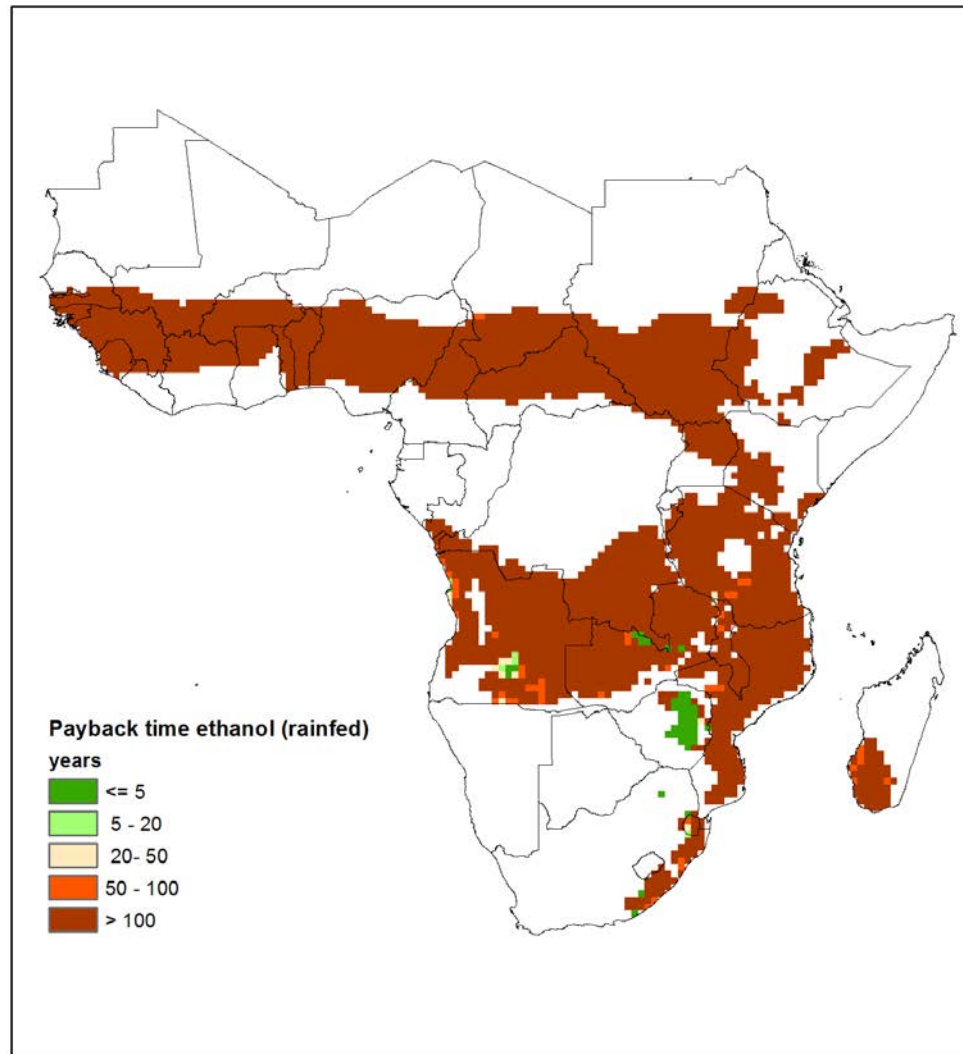 Payback time ethanol (rainfed)
years
<= 5
5 - 20
20- 50
50 - 100
> 100